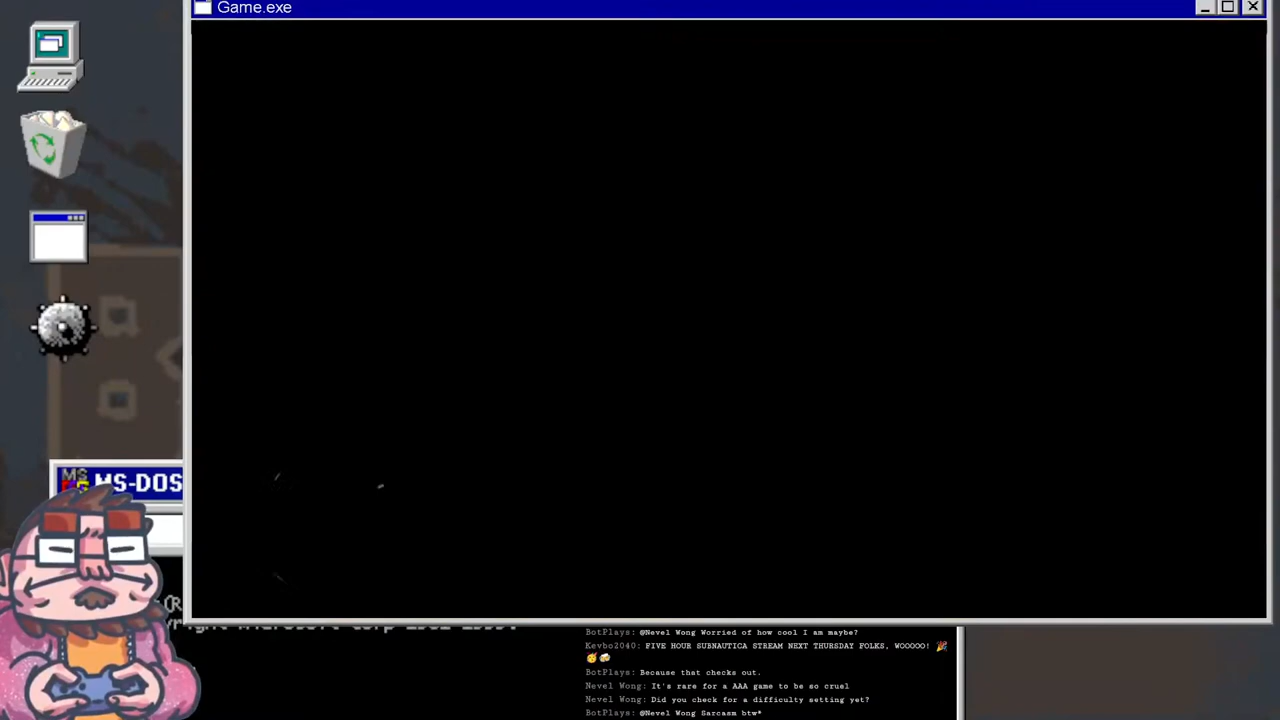 Game.exe
MS-DOS
BotPlays: @Nevel Wong Worried of how cool I am maybe?
Kevbo2040: FIVE HOUR SUBNAUTICA STREAM NEXT THURSDAY FOLKS, WOOOOO! 🎉
🥳🍻
BotPlays: Because that checks out.
Nevel Wong: It's rare for a AAA game to be so cruel
Nevel Wong: Did you check for a difficulty setting yet?
BotPlays: @Nevel Wong Sarcasm btw*